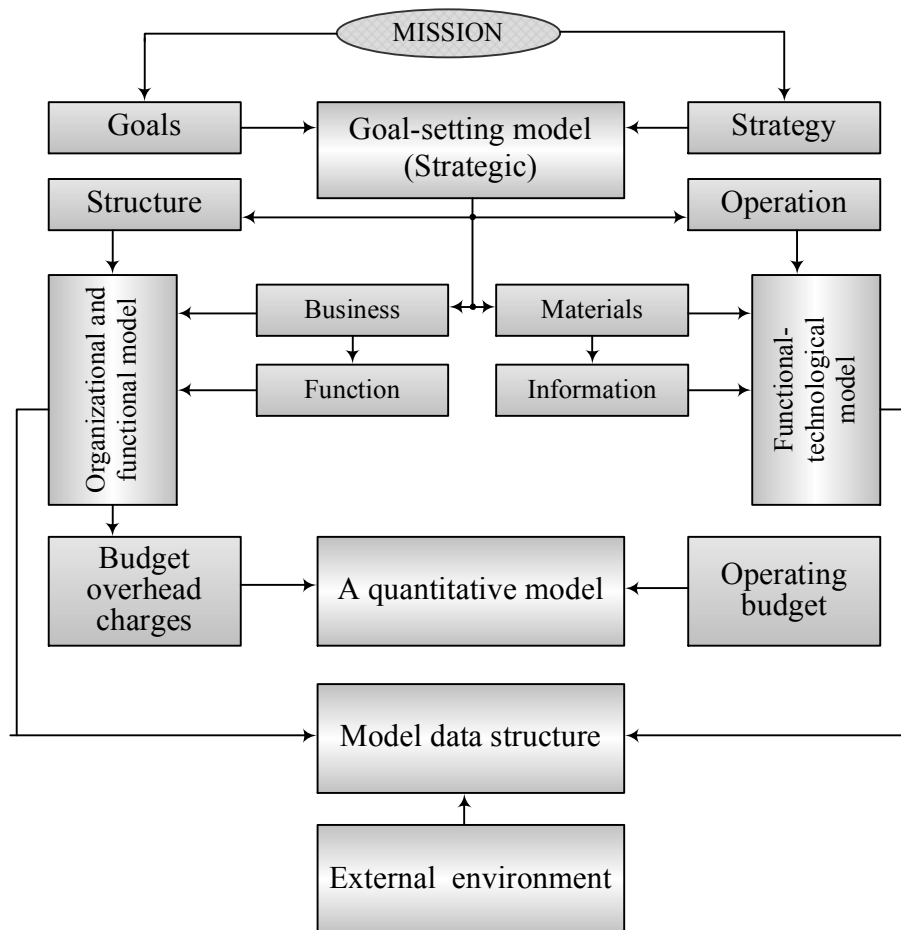 MISSION
Goals
Goal-setting model
(Strategic)
Strategy
Structure
Operation
Organizational and
functional model
Business
Materials
Function
Information
Functional-
technological
model
Budget
overhead
charges
A quantitative model
Operating
budget
Model data structure
External environment